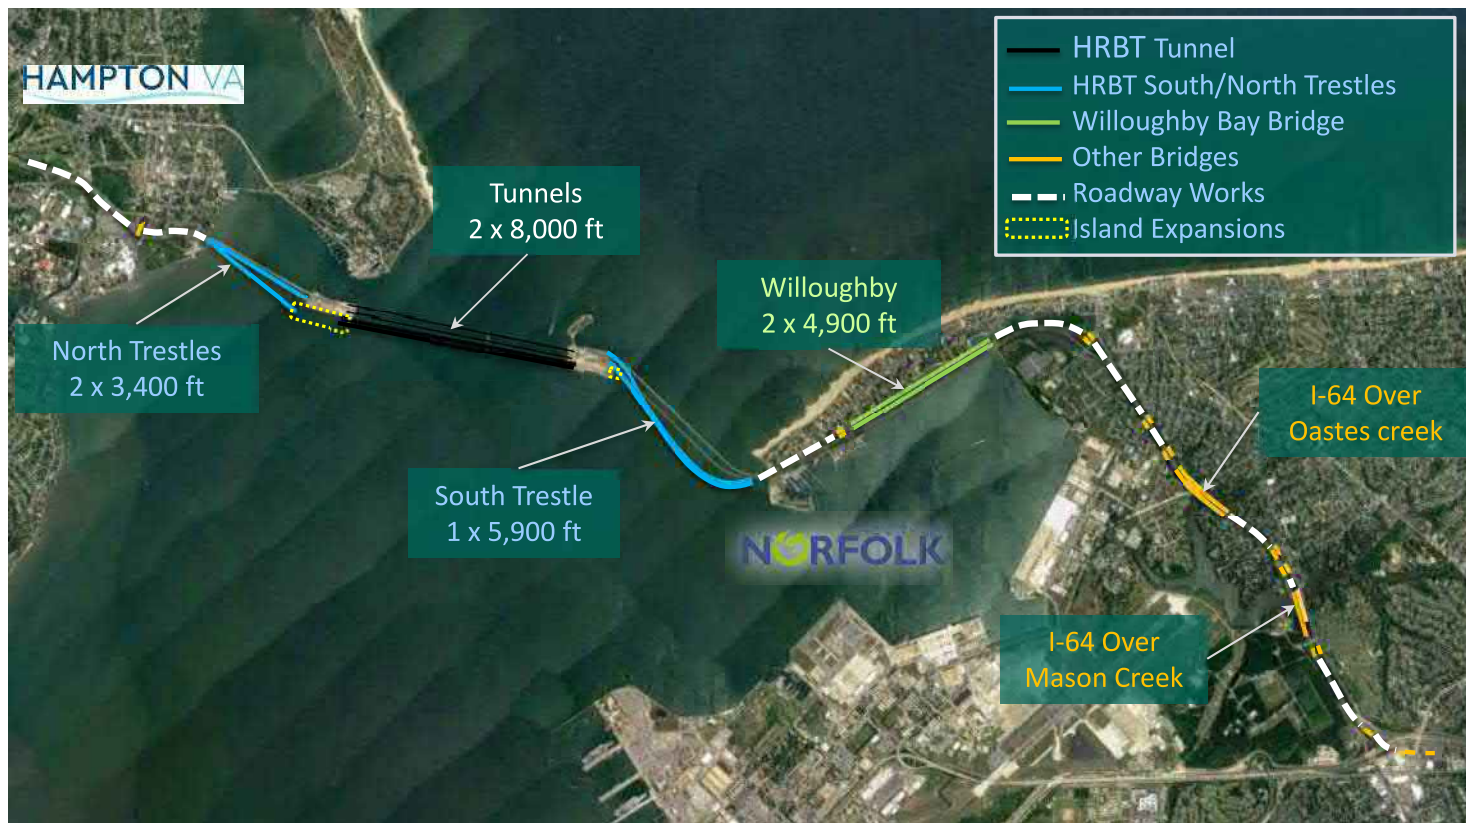 HAMPTON VA
HRBT Tunnel
HRBT South/North Trestles
Willoughby Bay Bridge
Other Bridges
Roadway Works
Island Expansions
Tunnels
2 x 8,000 ft
Willoughby
2 x 4,900 ft
North Trestles
2 x 3,400 ft
I-64 Over
Oastes creek
South Trestle
1 x 5,900 ft
NORFOLK
I-64 Over
Mason Creek